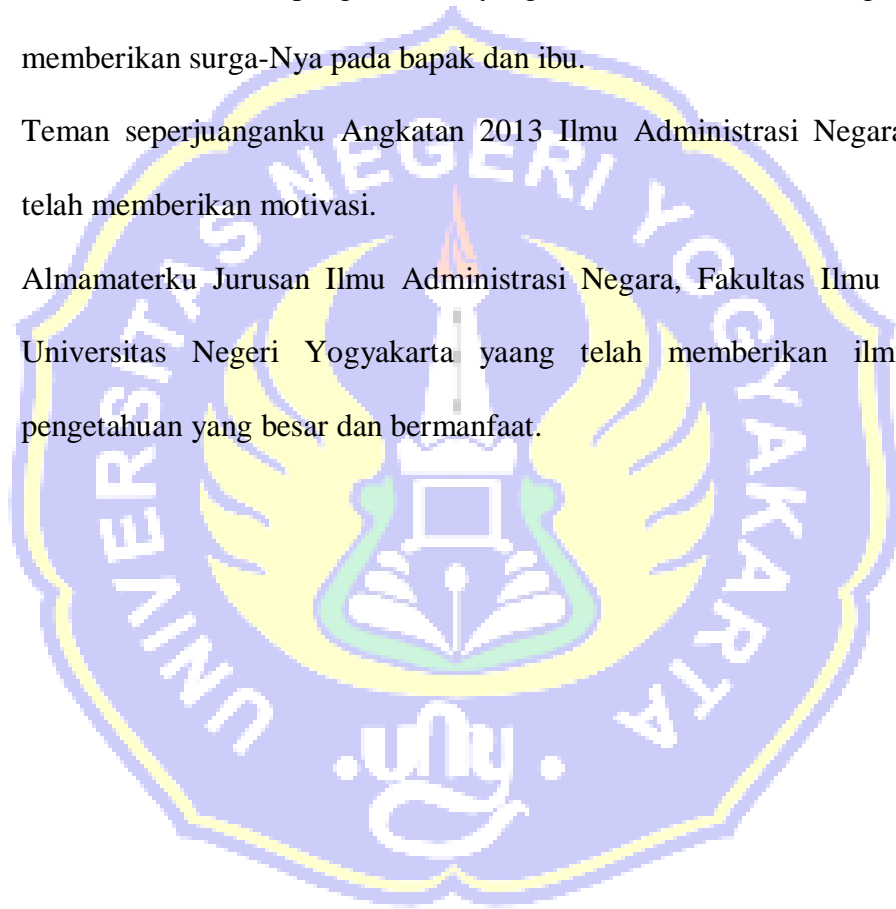 memberikan surga-Nya pada bapak dan ibu.
Teman seperjuanganku Angkatan 2013 Ilmu Administrasi Negara
telah memberikan motivasi.
Almamaterku Jurusan Ilmu Administrasi Negara, Fakultas Ilmu
Universitas Negeri Yogyakarta yaang telah memberikan
pengetahuan yang besar dan bermanfaat.
UNIVERSITAS NEGERI YOGYAKARTA
uny